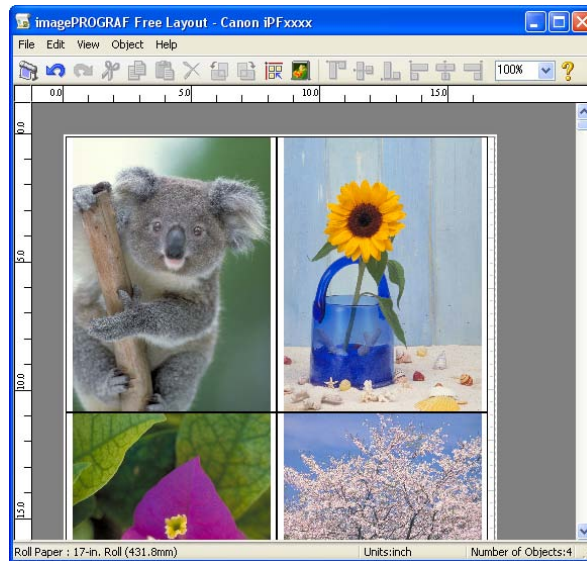 imagePROGRAF Free Layout - Canon iPFxxxx
File Edit View Object Help
100%
0.0 5.0 10.0 15.0
0.0
5.0
10.0
15.0
Roll Paper : 17-in. Roll (431.8mm) Units:inch Number of Objects:4